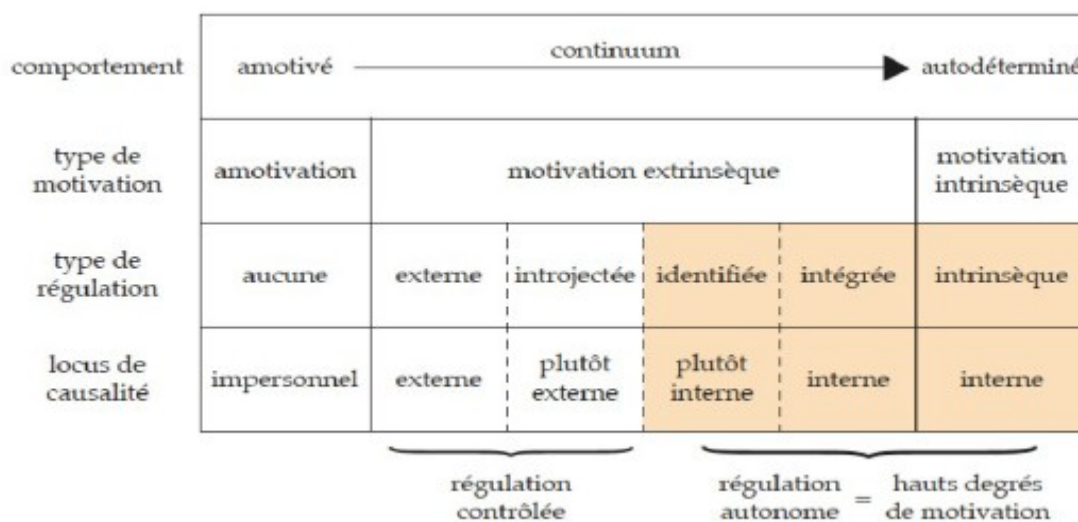 comportement amotivé continuum autodéterminé
type de motivation amotivation motivation extrinsèque motivation intrinsèque
type de régulation aucune externe introjectée identifiée intégrée intrinsèque
locus de causalité impersonnel externe plutôt externe plutôt interne interne interne
régulation contrôlée régulation autonome = hauts degrés de motivation